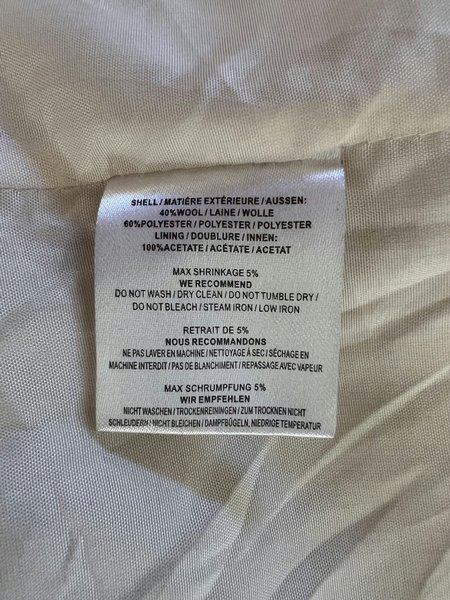 SHELL / MATIÈRE EXTÉRIEURE / AUSSEN:
40%WOOL / LAINE / WOLLE
60%POLYESTER / POLYESTER / POLYESTER
LINING / DOUBLURE / INNEN:
100%ACETATE / ACÉTATE / ACETAT
MAX SHRINKAGE 5%
WE RECOMMEND
DO NOT WASH / DRY CLEAN / DO NOT TUMBLE DRY /
DO NOT BLEACH / STEAM IRON / LOW IRON
RETRAIT DE 5%
NOUS RECOMMANDONS
NE PAS LAVER EN MACHINE / NETTOYAGE À SEC / SÉCHAGE EN
MACHINE INTERDIT / PAS DE BLANCHIMENT / REPASSAGE AVEC VAPEUR
MAX SCHRUMPFUNG 5%
WIR EMPFEHLEN
NICHT WASCHEN / TROCKENREININGEN / ZUM TROCKNEN NICHT
SCHLEUDERN / NICHT BLEICHEN / DAMPFBÜGELN, NIEDRIGE TEMPERATUR